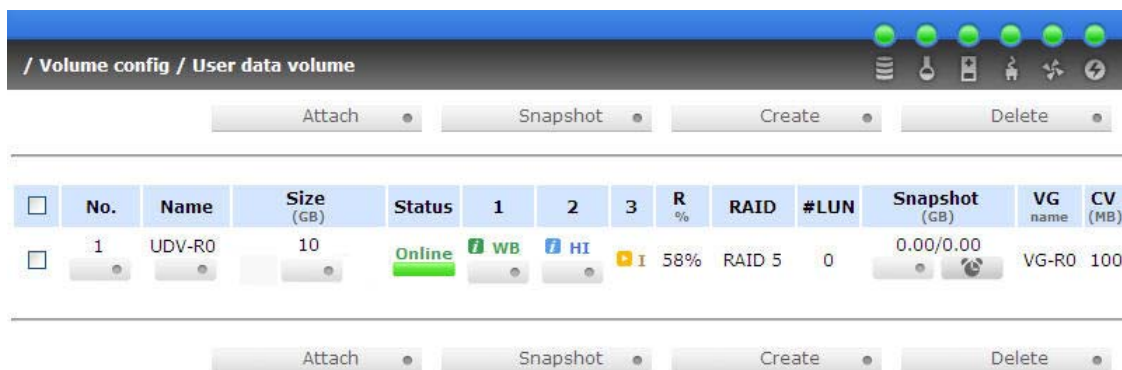 / Volume config / User data volume
Attach Snapshot Create Delete
No. Name Size (GB) Status 1 2 3 R % RAID #LUN Snapshot (GB) VG name CV (MB)
1 UDV-R0 10 Online WB HI I 58% RAID 5 0 0.00/0.00 VG-R0 100
Attach Snapshot Create Delete